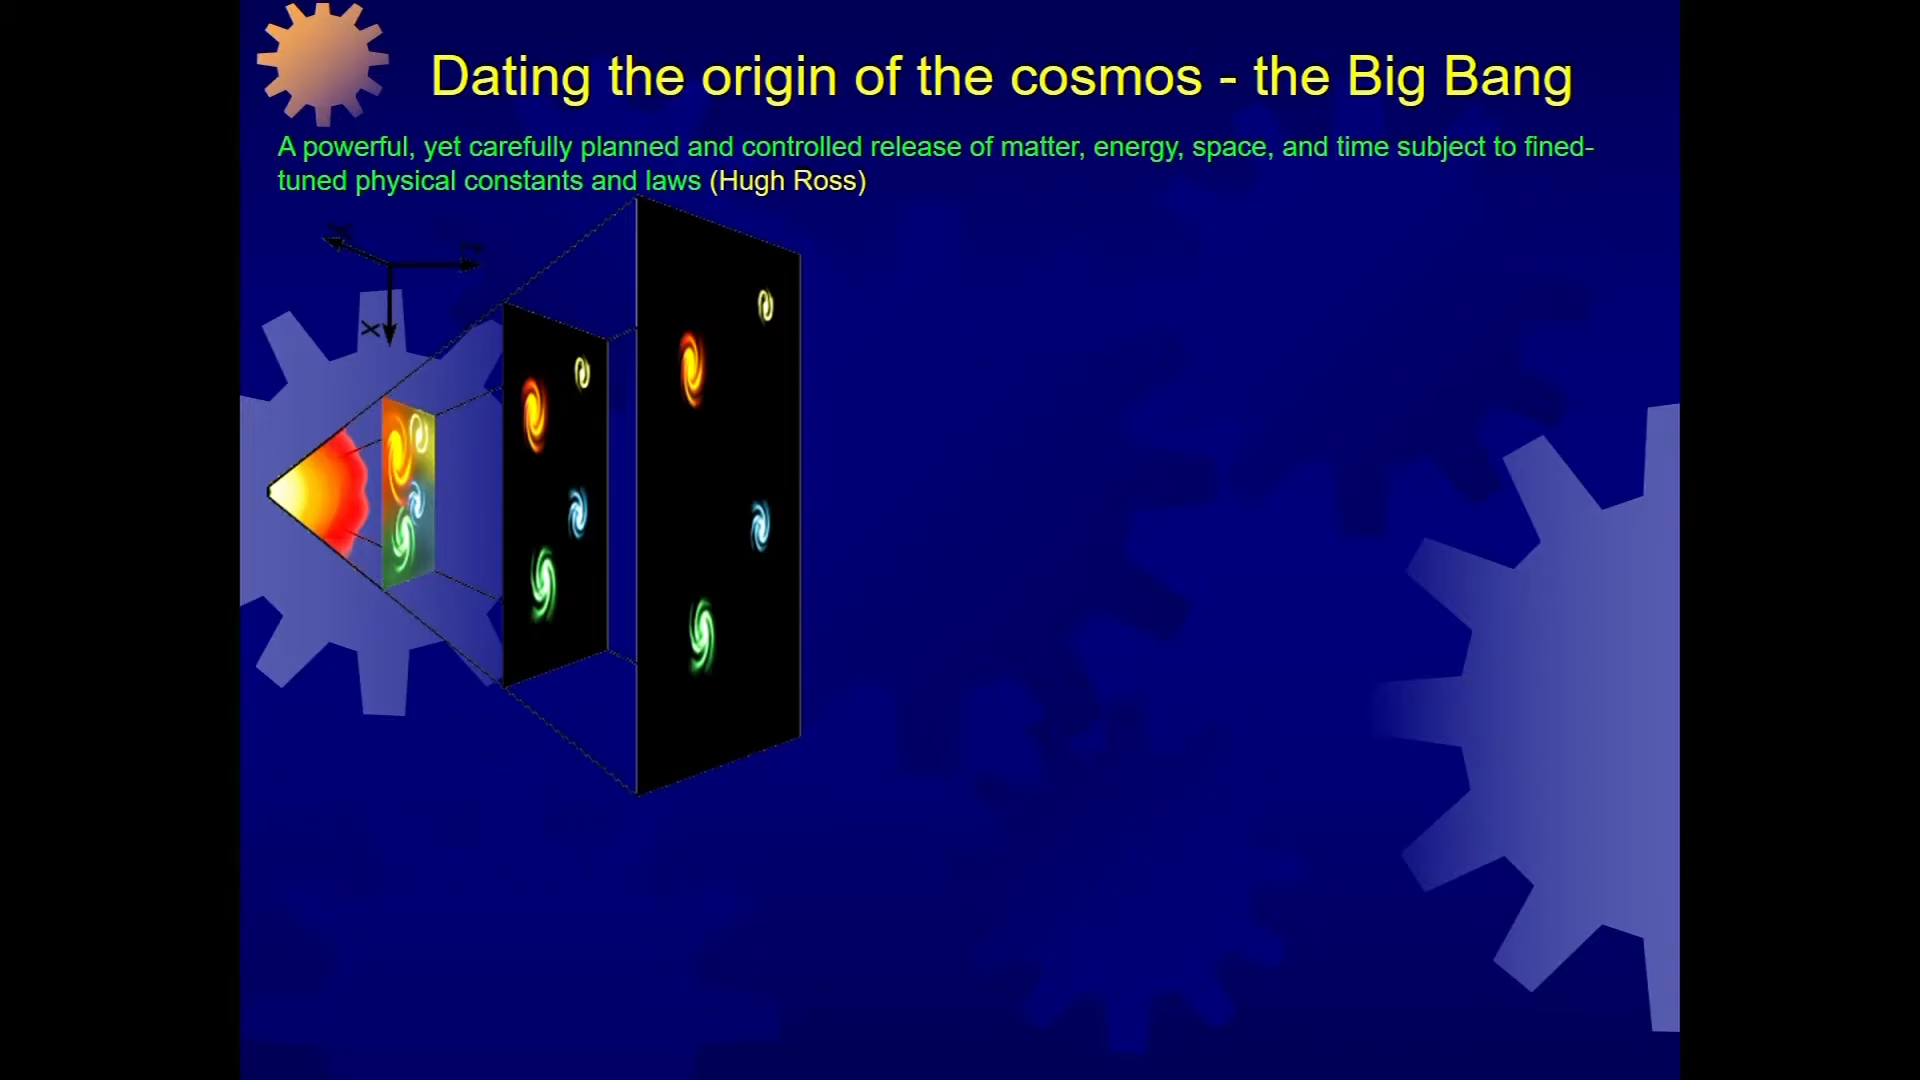 Dating the origin of the cosmos - the Big Bang
A powerful, yet carefully planned and controlled release of matter, energy, space, and time subject to fined-
tuned physical constants and laws (Hugh Ross)
X